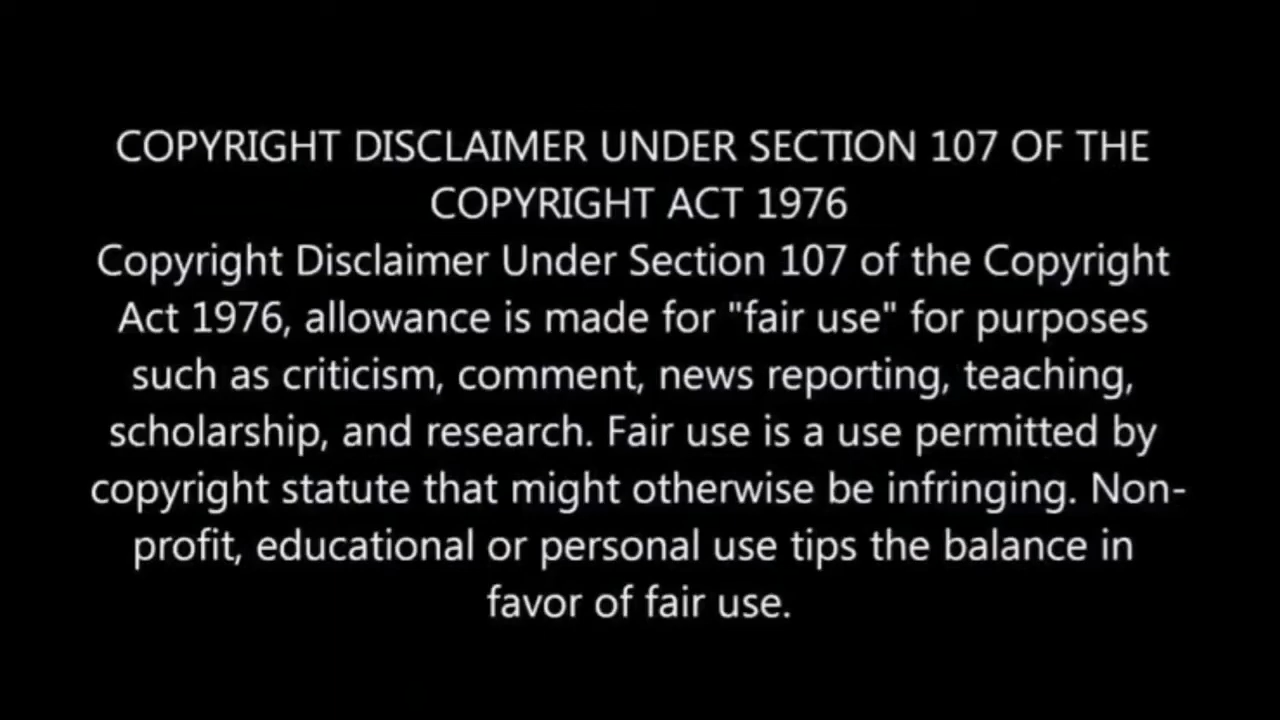 COPYRIGHT DISCLAIMER UNDER SECTION 107 OF THE
COPYRIGHT ACT 1976
Copyright Disclaimer Under Section 107 of the Copyright
Act 1976, allowance is made for "fair use" for purposes
such as criticism, comment, news reporting, teaching,
scholarship, and research. Fair use is a use permitted by
copyright statute that might otherwise be infringing. Non-
profit, educational or personal use tips the balance in
favor of fair use.